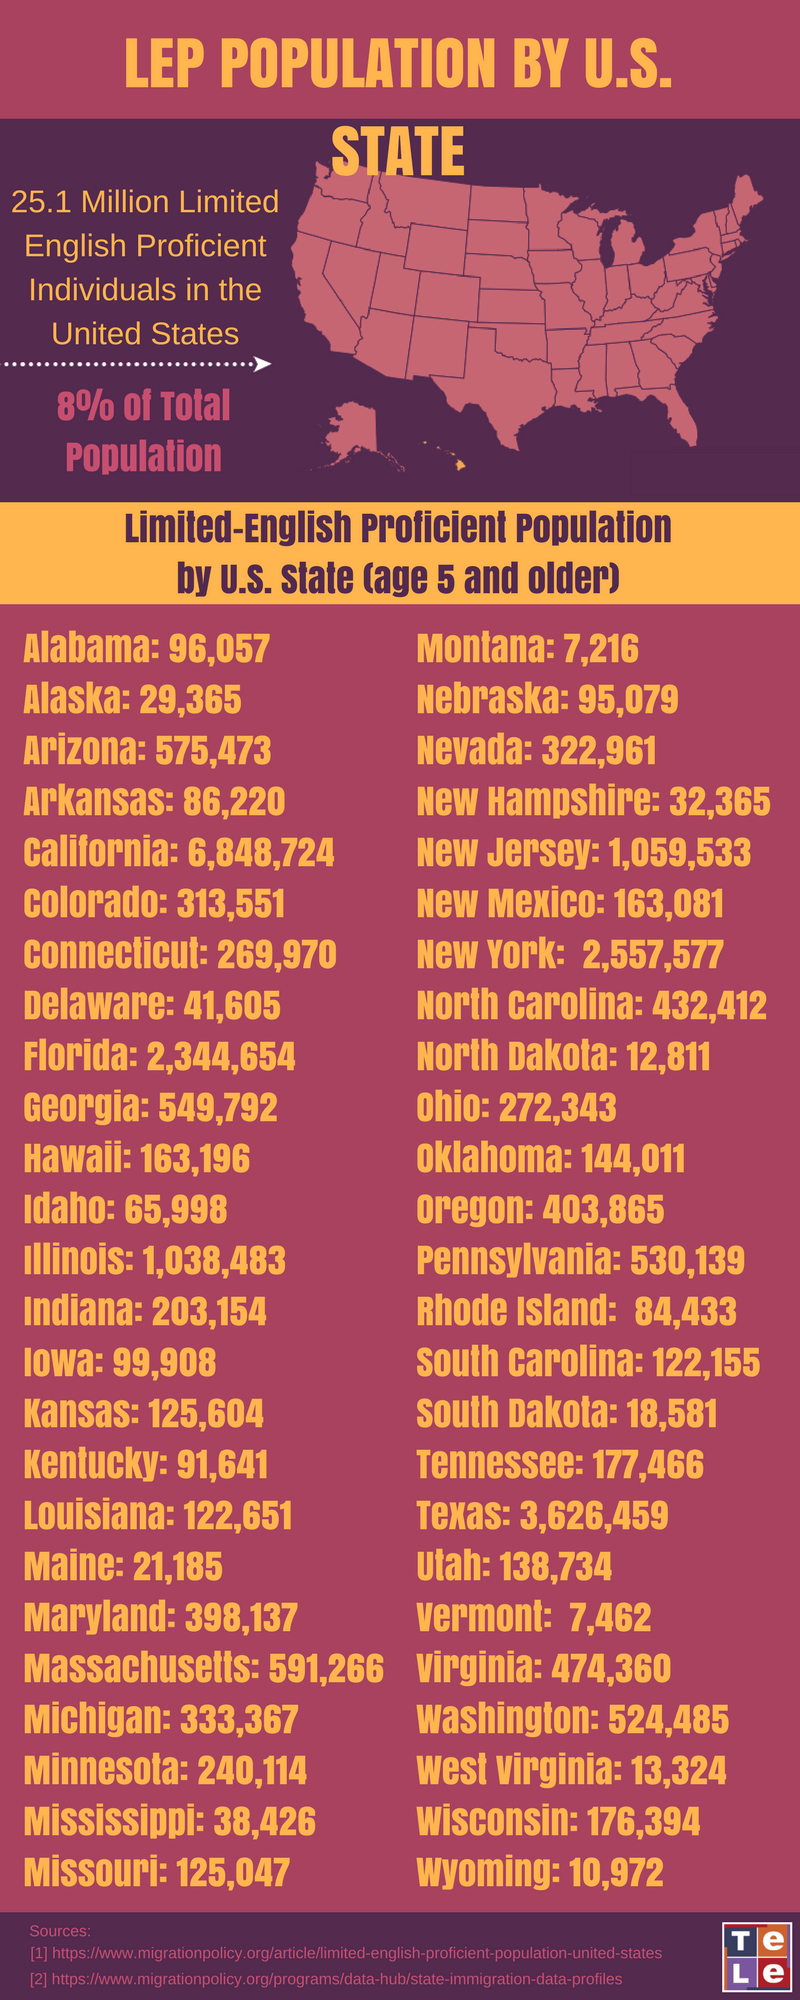 LEP POPULATION BY U.S.
STATE
25.1 Million Limited
English Proficient
Individuals in the
United States
8% of Total
Population
Limited-English Proficient Population
by U.S. State (age 5 and older)
Alabama: 96,057
Alaska: 29,365
Arizona: 575,473
Arkansas: 86,220
California: 6,848,724
Colorado: 313,551
Connecticut: 269,970
Delaware: 41,605
Florida: 2,344,654
Georgia: 549,792
Hawaii: 163,196
Idaho: 65,998
Illinois: 1,038,483
Indiana: 203,154
Iowa: 99,908
Kansas: 125,604
Kentucky: 91,641
Louisiana: 122,651
Maine: 21,185
Maryland: 398,137
Massachusetts: 591,266
Michigan: 333,367
Minnesota: 240,114
Mississippi: 38,426
Missouri: 125,047
Montana: 7,216
Nebraska: 95,079
Nevada: 322,961
New Hampshire: 32,365
New Jersey: 1,059,533
New Mexico: 163,081
New York: 2,557,577
North Carolina: 432,412
North Dakota: 12,811
Ohio: 272,343
Oklahoma: 144,011
Oregon: 403,865
Pennsylvania: 530,139
Rhode Island: 84,433
South Carolina: 122,155
South Dakota: 18,581
Tennessee: 177,466
Texas: 3,626,459
Utah: 138,734
Vermont: 7,462
Virginia: 474,360
Washington: 524,485
West Virginia: 13,324
Wisconsin: 176,394
Wyoming: 10,972
Sources:
[1] https://www.migrationpolicy.org/article/limited-english-proficient-population-united-states
[2] https://www.migrationpolicy.org/programs/data-hub/state-immigration-data-profiles
Te
Le